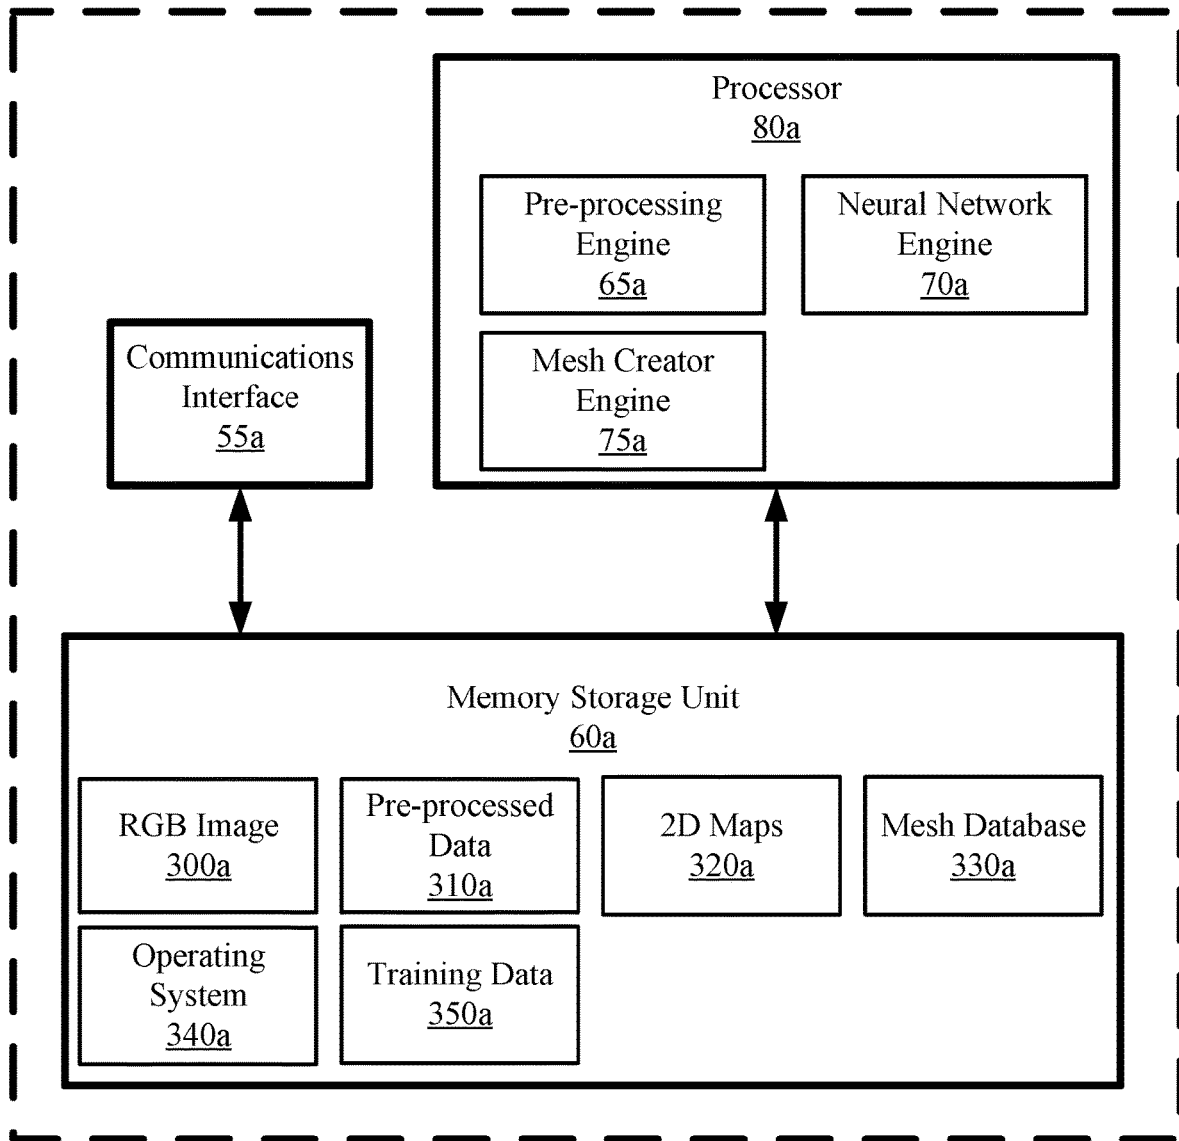 Processor
80a
Pre-processing
Engine
65a
Neural Network
Engine
70a
Mesh Creator
Engine
75a
Communications
Interface
55a
Memory Storage Unit
60a
RGB Image
300a
Pre-processed
Data
310a
2D Maps
320a
Mesh Database
330a
Operating
System
340a
Training Data
350a